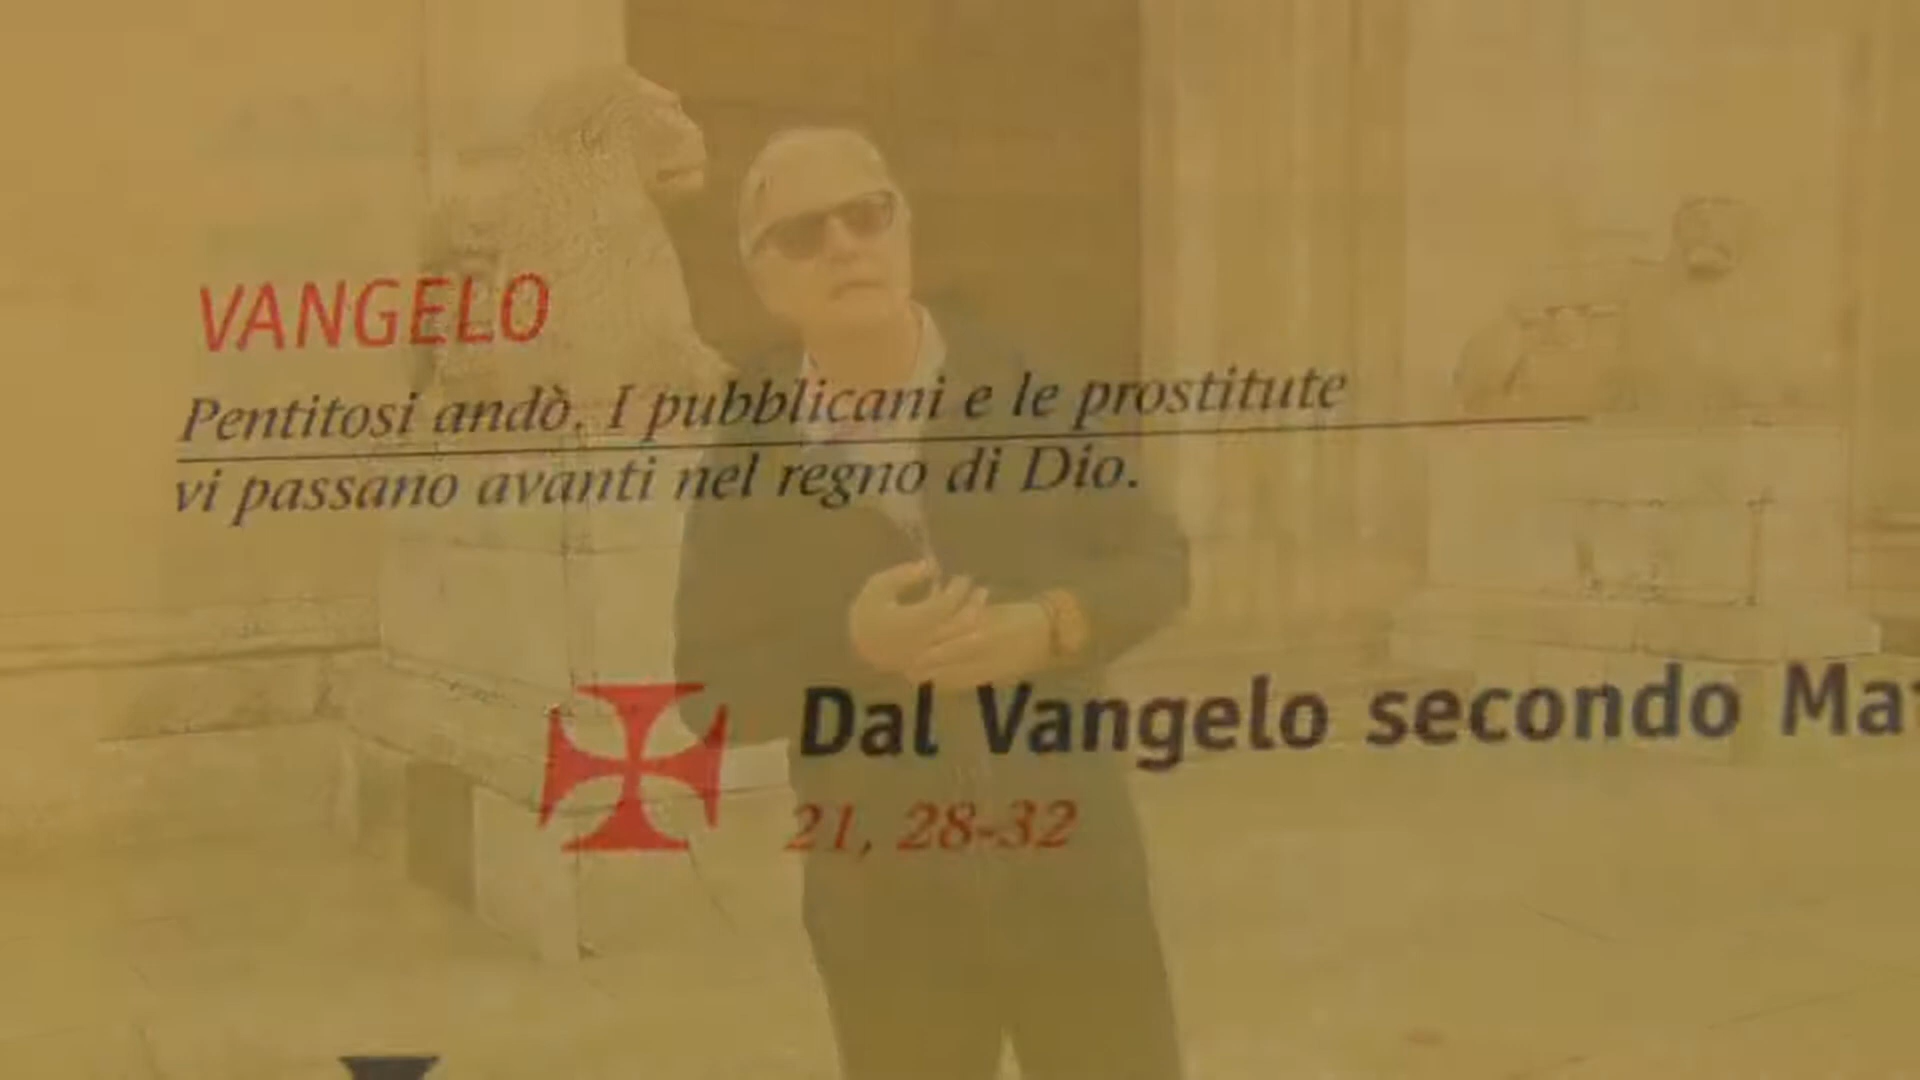 VANGELO
Pentitosi andò. I pubblicani e le prostitute
vi passano avanti nel regno di Dio.
Dal Vangelo secondo Mat
21, 28-32